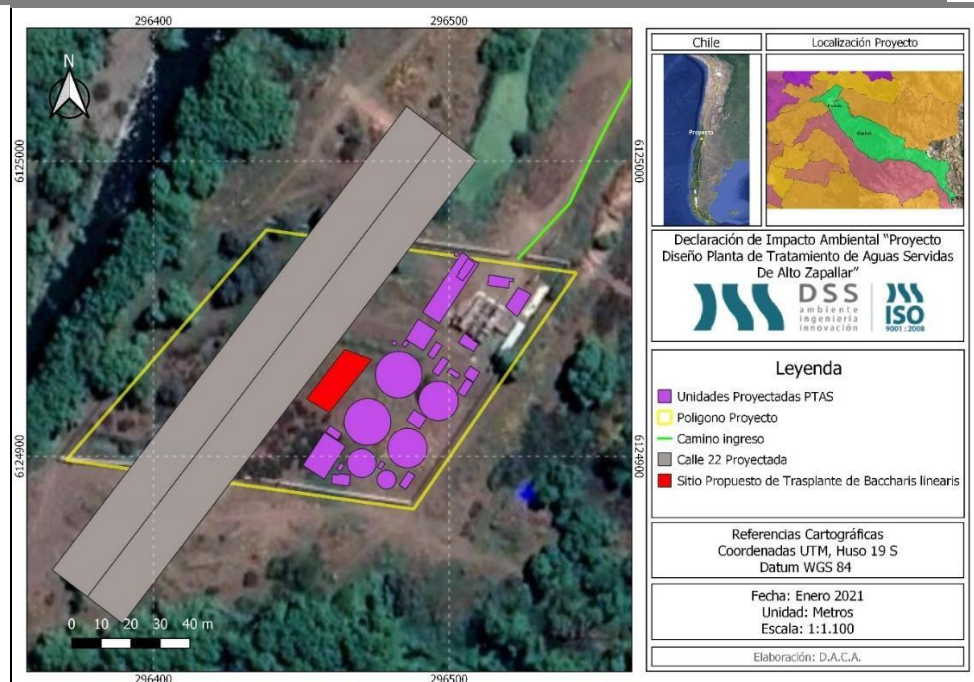 296400
296500
N
6125000
6125000
6124900
6124900
0 10 20 30 40 m
296400
296500
Chile
Proyecto
Localización Proyecto
Declaración de Impacto Ambiental "Proyecto
Diseño Planta de Tratamiento de Aguas Servidas
De Alto Zapallar"
DSS
ambiente
ingeniería
innovación
ISO
9001:2008
Leyenda
Unidades Proyectadas PTAS
Poligono Proyecto
Camino ingreso
Calle 22 Proyectada
Sitio Propuesto de Trasplante de Baccharis linearis
Referencias Cartográficas
Coordenadas UTM, Huso 19 S
Datum WGS 84
Fecha: Enero 2021
Unidad: Metros
Escala: 1:1.100
Elaboración: D.A.C.A.